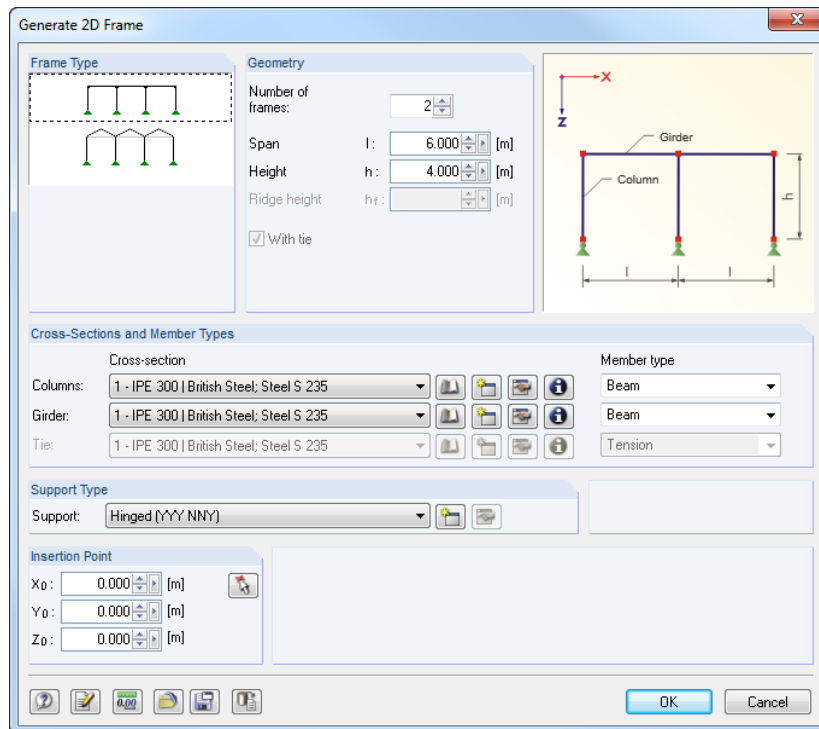 Generate 2D Frame
Frame Type
Geometry
Number of
frames:
2
Span l: 6.000 [m]
Height h: 4.000 [m]
Ridge height hf: [m]
With tie
X
Z
Girder
Column
h
l l
Cross-Sections and Member Types
Cross-section Member type
Columns: 1 - IPE 300 | British Steel; Steel S 235 Beam
Girder: 1 - IPE 300 | British Steel; Steel S 235 Beam
Tie: 1 - IPE 300 | British Steel; Steel S 235 Tension
Support Type
Support: Hinged (YYY NNY)
Insertion Point
X0: 0.000 [m]
Y0: 0.000 [m]
Z0: 0.000 [m]
0.00
OK Cancel